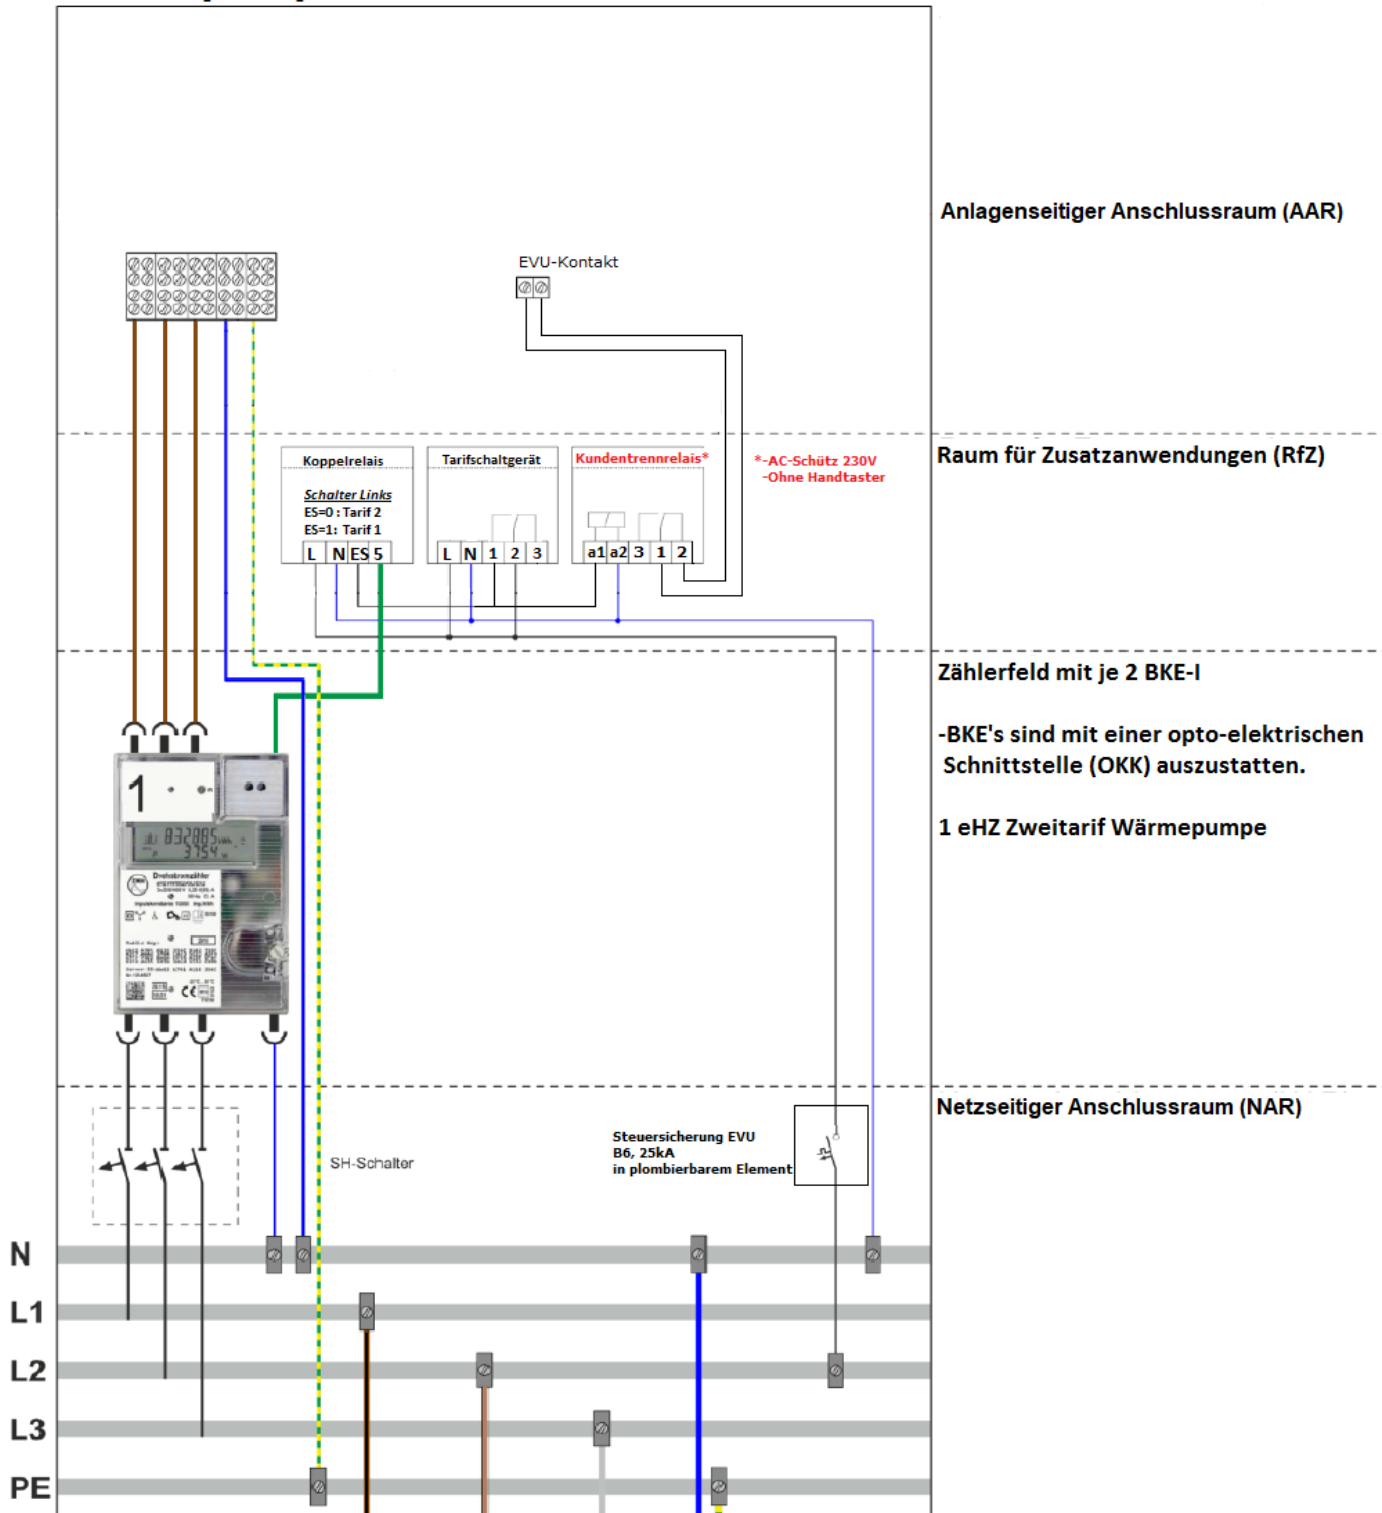 Anlagenseitiger Anschlussraum (AAR)
EVU-Kontakt
Raum für Zusatzanwendungen (RfZ)
Koppelrelais
Schalter Links
ES=0 : Tarif 2
ES=1: Tarif 1
L N ES 5
Tarifschaltgerät
L N 1 2 3
Kundentrennrelais*
a1 a2 3 1 2
*-AC-Schütz 230V
-Ohne Handtaster
Zählerfeld mit je 2 BKE-I
-BKE's sind mit einer opto-elektrischen
Schnittstelle (OKK) auszustatten.
1 eHZ Zweitarif Wärmepumpe
1
832885
3754
Drehstromzähler
Netzseitiger Anschlussraum (NAR)
SH-Schalter
Steuersicherung EVU
B6, 25kA
in plombierbarem Element
N
L1
L2
L3
PE